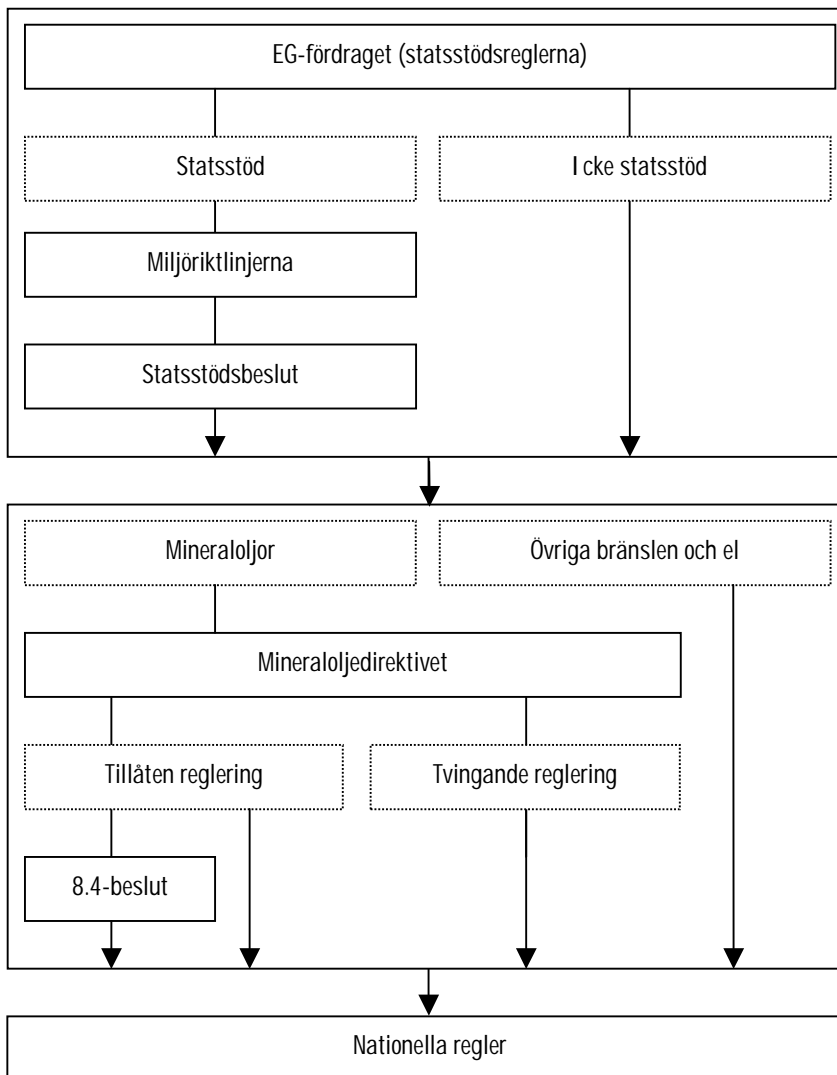 EG-fördraget (statsstödsreglerna)
Statsstöd
Icke statsstöd
Miljöriktlinjerna
Statsstödsbeslut
Mineraloljor
Övriga bränslen och el
Mineraloljedirektivet
Tillåten reglering
Tvingande reglering
8.4-beslut
Nationella regler